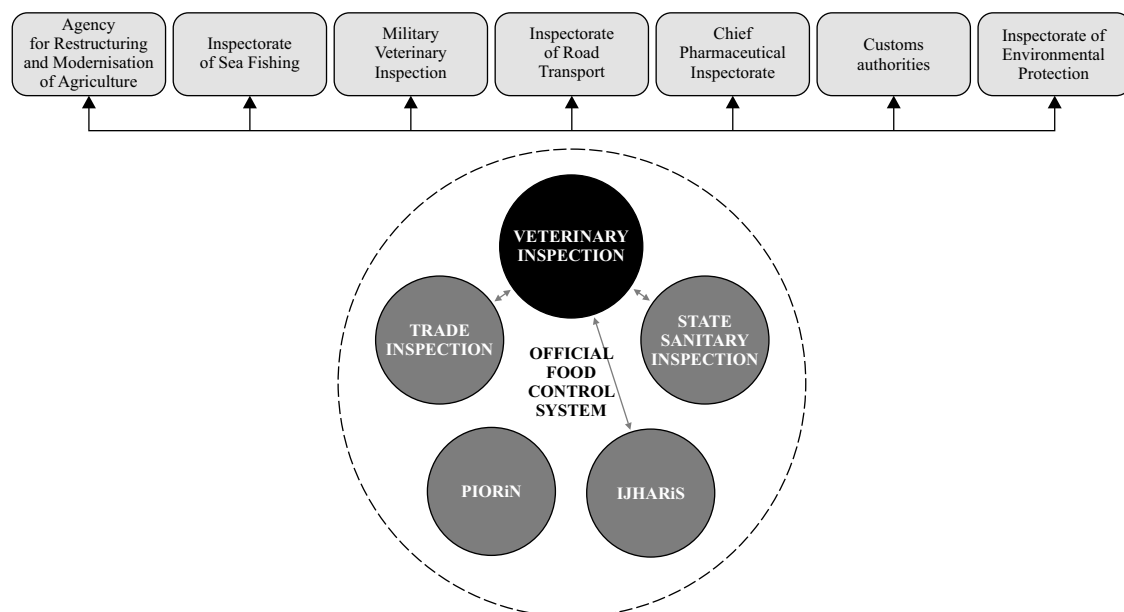 Agency
for Restructuring
and Modernisation
of Agriculture
Inspectorate
of Sea Fishing
Military
Veterinary
Inspection
Inspectorate
of Road
Transport
Chief
Pharmaceutical
Inspectorate
Customs
authorities
Inspectorate of
Environmental
Protection
VETERINARY
INSPECTION
TRADE
INSPECTION
STATE
SANITARY
INSPECTION
OFFICIAL
FOOD
CONTROL
SYSTEM
PIORiN
IJHARiS